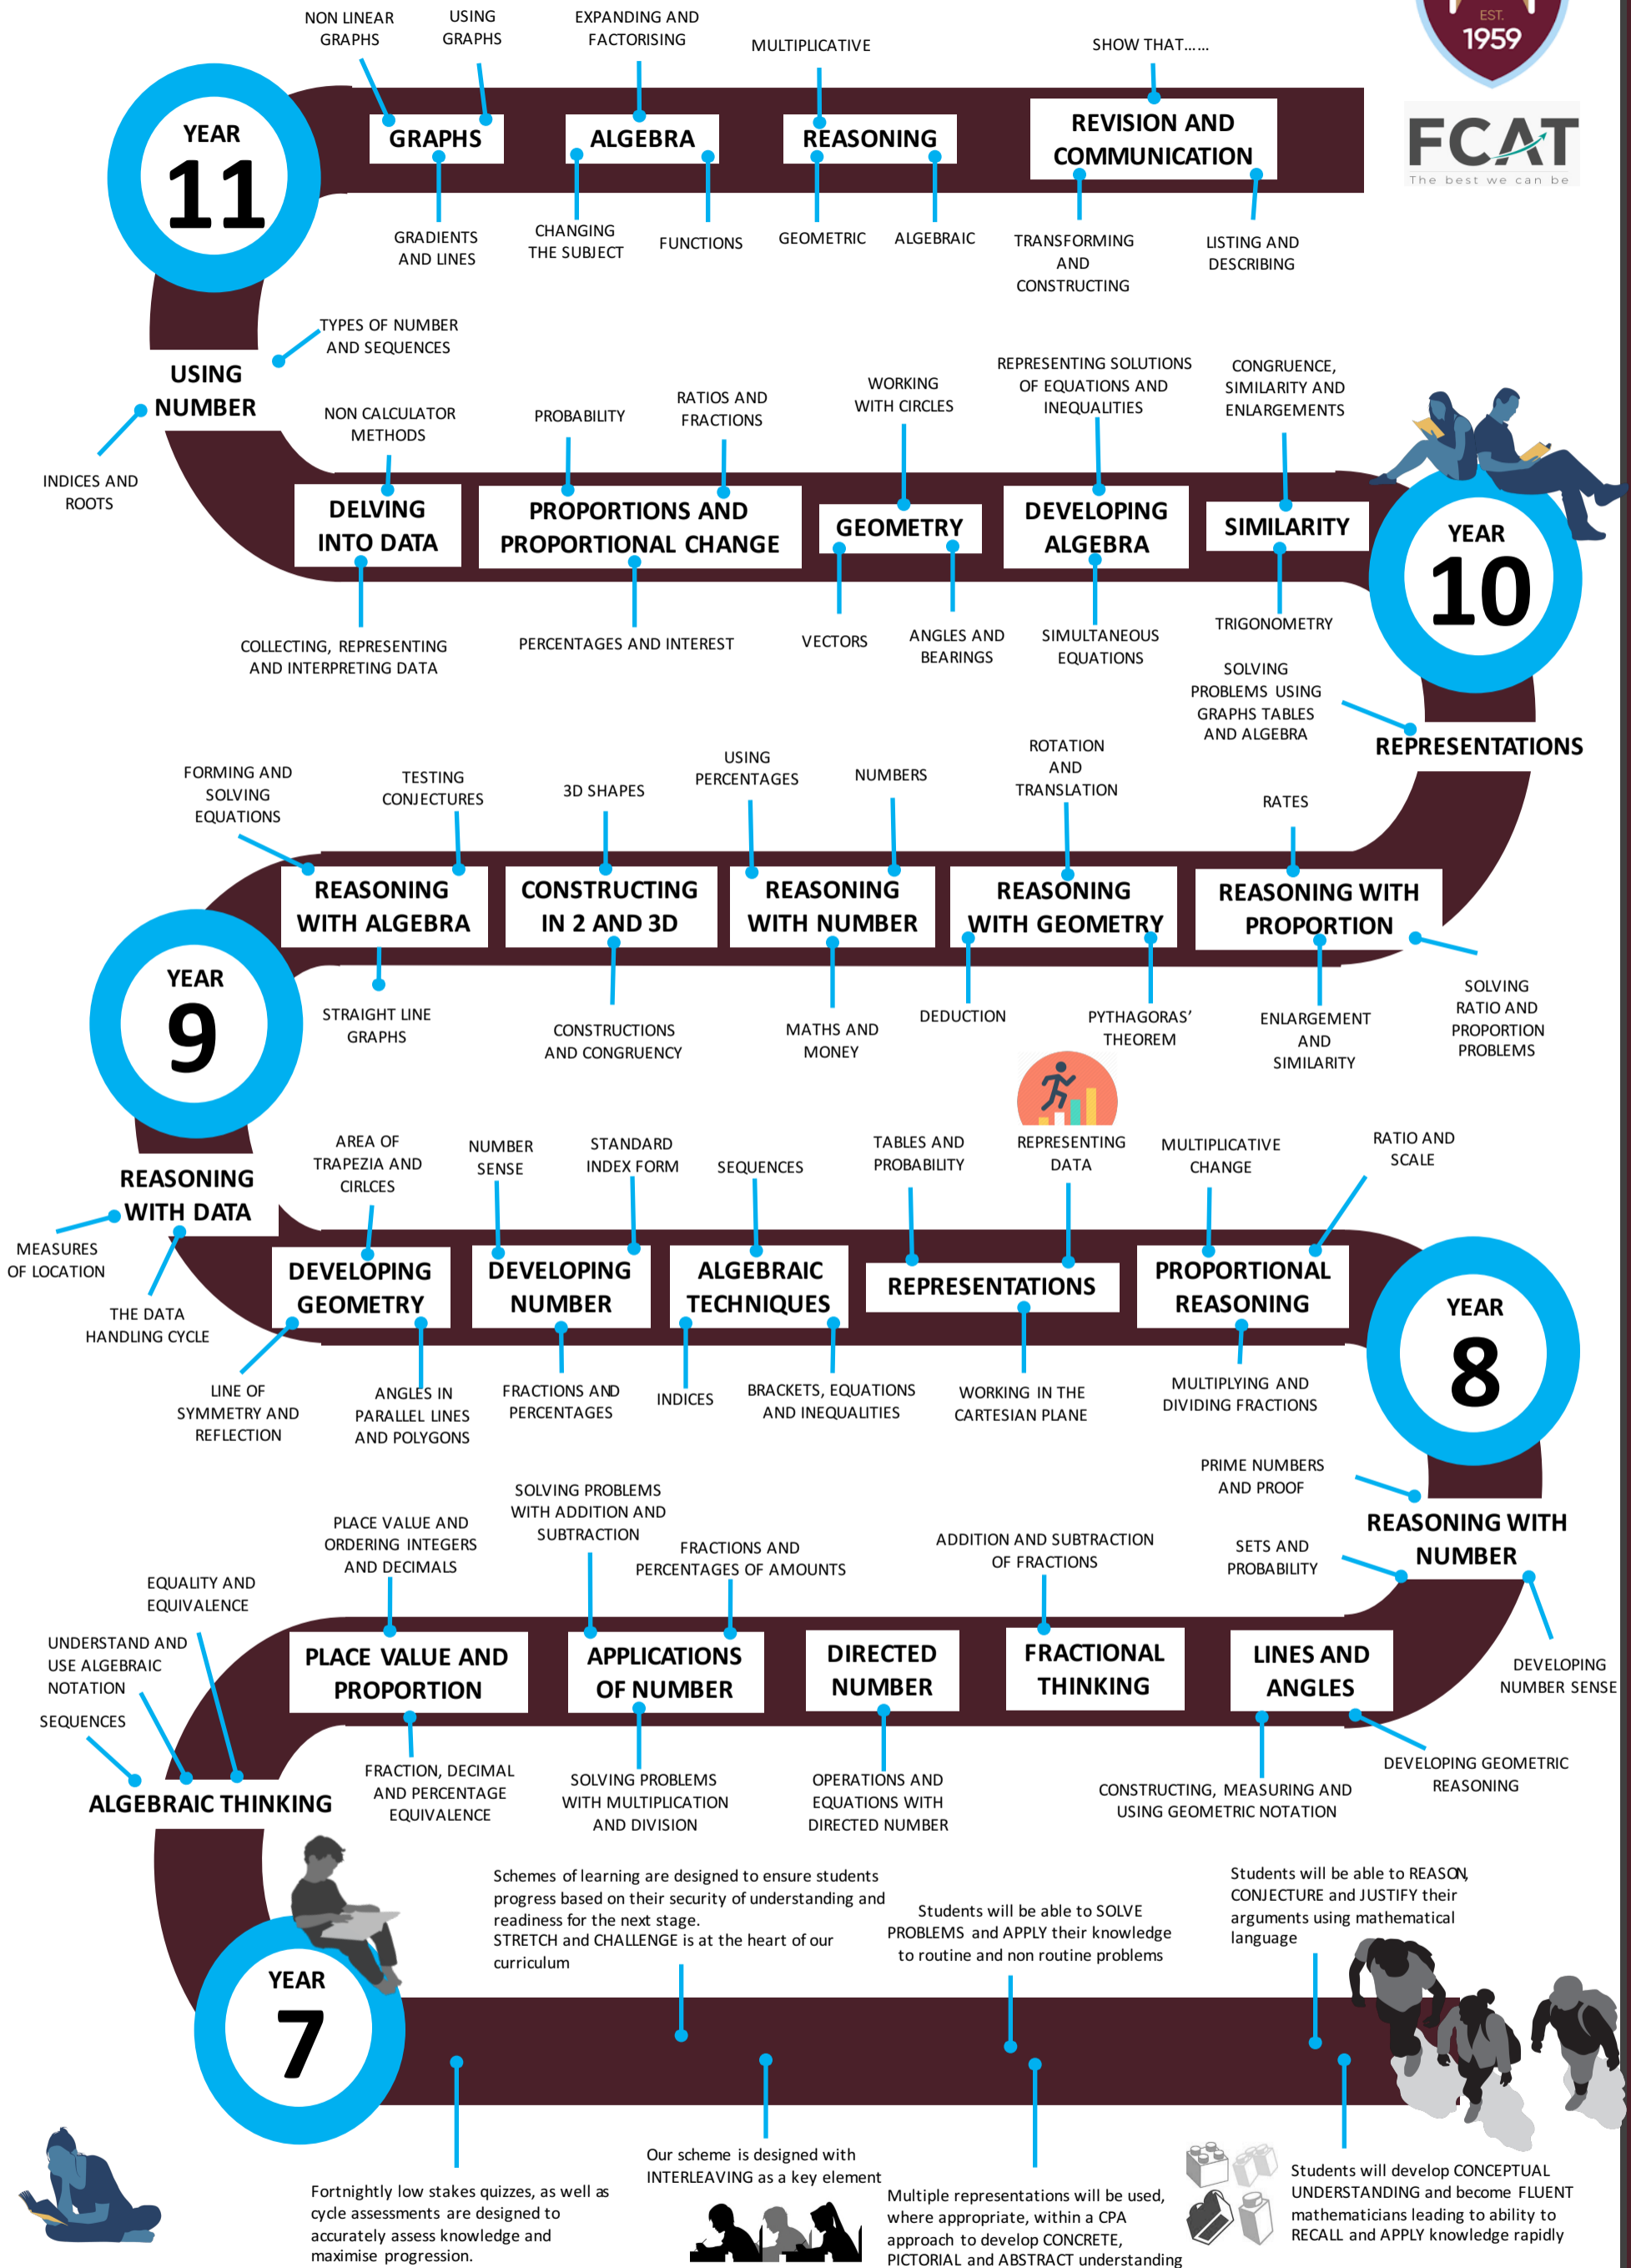 EST.
1959
FCAT
The best we can be
NON LINEAR
GRAPHS
USING
GRAPHS
EXPANDING AND
FACTORISING
MULTIPLICATIVE
SHOW THAT......
YEAR
11
GRAPHS
ALGEBRA
REASONING
REVISION AND
COMMUNICATION
GRADIENTS
AND LINES
CHANGING
THE SUBJECT
FUNCTIONS
GEOMETRIC
ALGEBRAIC
TRANSFORMING
AND
CONSTRUCTING
LISTING AND
DESCRIBING
TYPES OF NUMBER
AND SEQUENCES
USING
NUMBER
INDICES AND
ROOTS
NON CALCULATOR
METHODS
PROBABILITY
RATIOS AND
FRACTIONS
WORKING
WITH CIRCLES
REPRESENTING SOLUTIONS
OF EQUATIONS AND
INEQUALITIES
CONGRUENCE,
SIMILARITY AND
ENLARGEMENTS
DELVING
INTO DATA
PROPORTIONS AND
PROPORTIONAL CHANGE
GEOMETRY
DEVELOPING
ALGEBRA
SIMILARITY
YEAR
10
COLLECTING, REPRESENTING
AND INTERPRETING DATA
PERCENTAGES AND INTEREST
VECTORS
ANGLES AND
BEARINGS
SIMULTANEOUS
EQUATIONS
TRIGONOMETRY
SOLVING
PROBLEMS USING
GRAPHS TABLES
AND ALGEBRA
REPRESENTATIONS
FORMING AND
SOLVING
EQUATIONS
TESTING
CONJECTURES
3D SHAPES
USING
PERCENTAGES
NUMBERS
ROTATION
AND
TRANSLATION
RATES
REASONING
WITH ALGEBRA
CONSTRUCTING
IN 2 AND 3D
REASONING
WITH NUMBER
REASONING
WITH GEOMETRY
REASONING WITH
PROPORTION
YEAR
9
STRAIGHT LINE
GRAPHS
CONSTRUCTIONS
AND CONGRUENCY
MATHS AND
MONEY
DEDUCTION
PYTHAGORAS’
THEOREM
ENLARGEMENT
AND
SIMILARITY
SOLVING
RATIO AND
PROPORTION
PROBLEMS
REASONING
WITH DATA
MEASURES
OF LOCATION
THE DATA
HANDLING CYCLE
AREA OF
TRAPEZIA AND
CIRLCES
NUMBER
SENSE
STANDARD
INDEX FORM
SEQUENCES
TABLES AND
PROBABILITY
REPRESENTING
DATA
MULTIPLICATIVE
CHANGE
RATIO AND
SCALE
DEVELOPING
GEOMETRY
DEVELOPING
NUMBER
ALGEBRAIC
TECHNIQUES
REPRESENTATIONS
PROPORTIONAL
REASONING
YEAR
8
LINE OF
SYMMETRY AND
REFLECTION
ANGLES IN
PARALLEL LINES
AND POLYGONS
FRACTIONS AND
PERCENTAGES
INDICES
BRACKETS, EQUATIONS
AND INEQUALITIES
WORKING IN THE
CARTESIAN PLANE
MULTIPLYING AND
DIVIDING FRACTIONS
PRIME NUMBERS
AND PROOF
REASONING WITH
NUMBER
SETS AND
PROBABILITY
DEVELOPING
NUMBER SENSE
EQUALITY AND
EQUIVALENCE
UNDERSTAND AND
USE ALGEBRAIC
NOTATION
SEQUENCES
PLACE VALUE AND
ORDERING INTEGERS
AND DECIMALS
SOLVING PROBLEMS
WITH ADDITION AND
SUBTRACTION
FRACTIONS AND
PERCENTAGES OF AMOUNTS
ADDITION AND SUBTRACTION
OF FRACTIONS
PLACE VALUE AND
PROPORTION
APPLICATIONS
OF NUMBER
DIRECTED
NUMBER
FRACTIONAL
THINKING
LINES AND
ANGLES
ALGEBRAIC THINKING
FRACTION, DECIMAL
AND PERCENTAGE
EQUIVALENCE
SOLVING PROBLEMS
WITH MULTIPLICATION
AND DIVISION
OPERATIONS AND
EQUATIONS WITH
DIRECTED NUMBER
CONSTRUCTING, MEASURING AND
USING GEOMETRIC NOTATION
DEVELOPING GEOMETRIC
REASONING
Schemes of learning are designed to ensure students
progress based on their security of understanding and
readiness for the next stage.
STRETCH and CHALLENGE is at the heart of our
curriculum
Students will be able to SOLVE
PROBLEMS and APPLY their knowledge
to routine and non routine problems
Students will be able to REASON,
CONJECTURE and JUSTIFY their
arguments using mathematical
language
YEAR
7
Fortnightly low stakes quizzes, as well as
cycle assessments are designed to
accurately assess knowledge and
maximise progression.
Our scheme is designed with
INTERLEAVING as a key element
Multiple representations will be used,
where appropriate, within a CPA
approach to develop CONCRETE,
PICTORIAL and ABSTRACT understanding
Students will develop CONCEPTUAL
UNDERSTANDING and become FLUENT
mathematicians leading to ability to
RECALL and APPLY knowledge rapidly